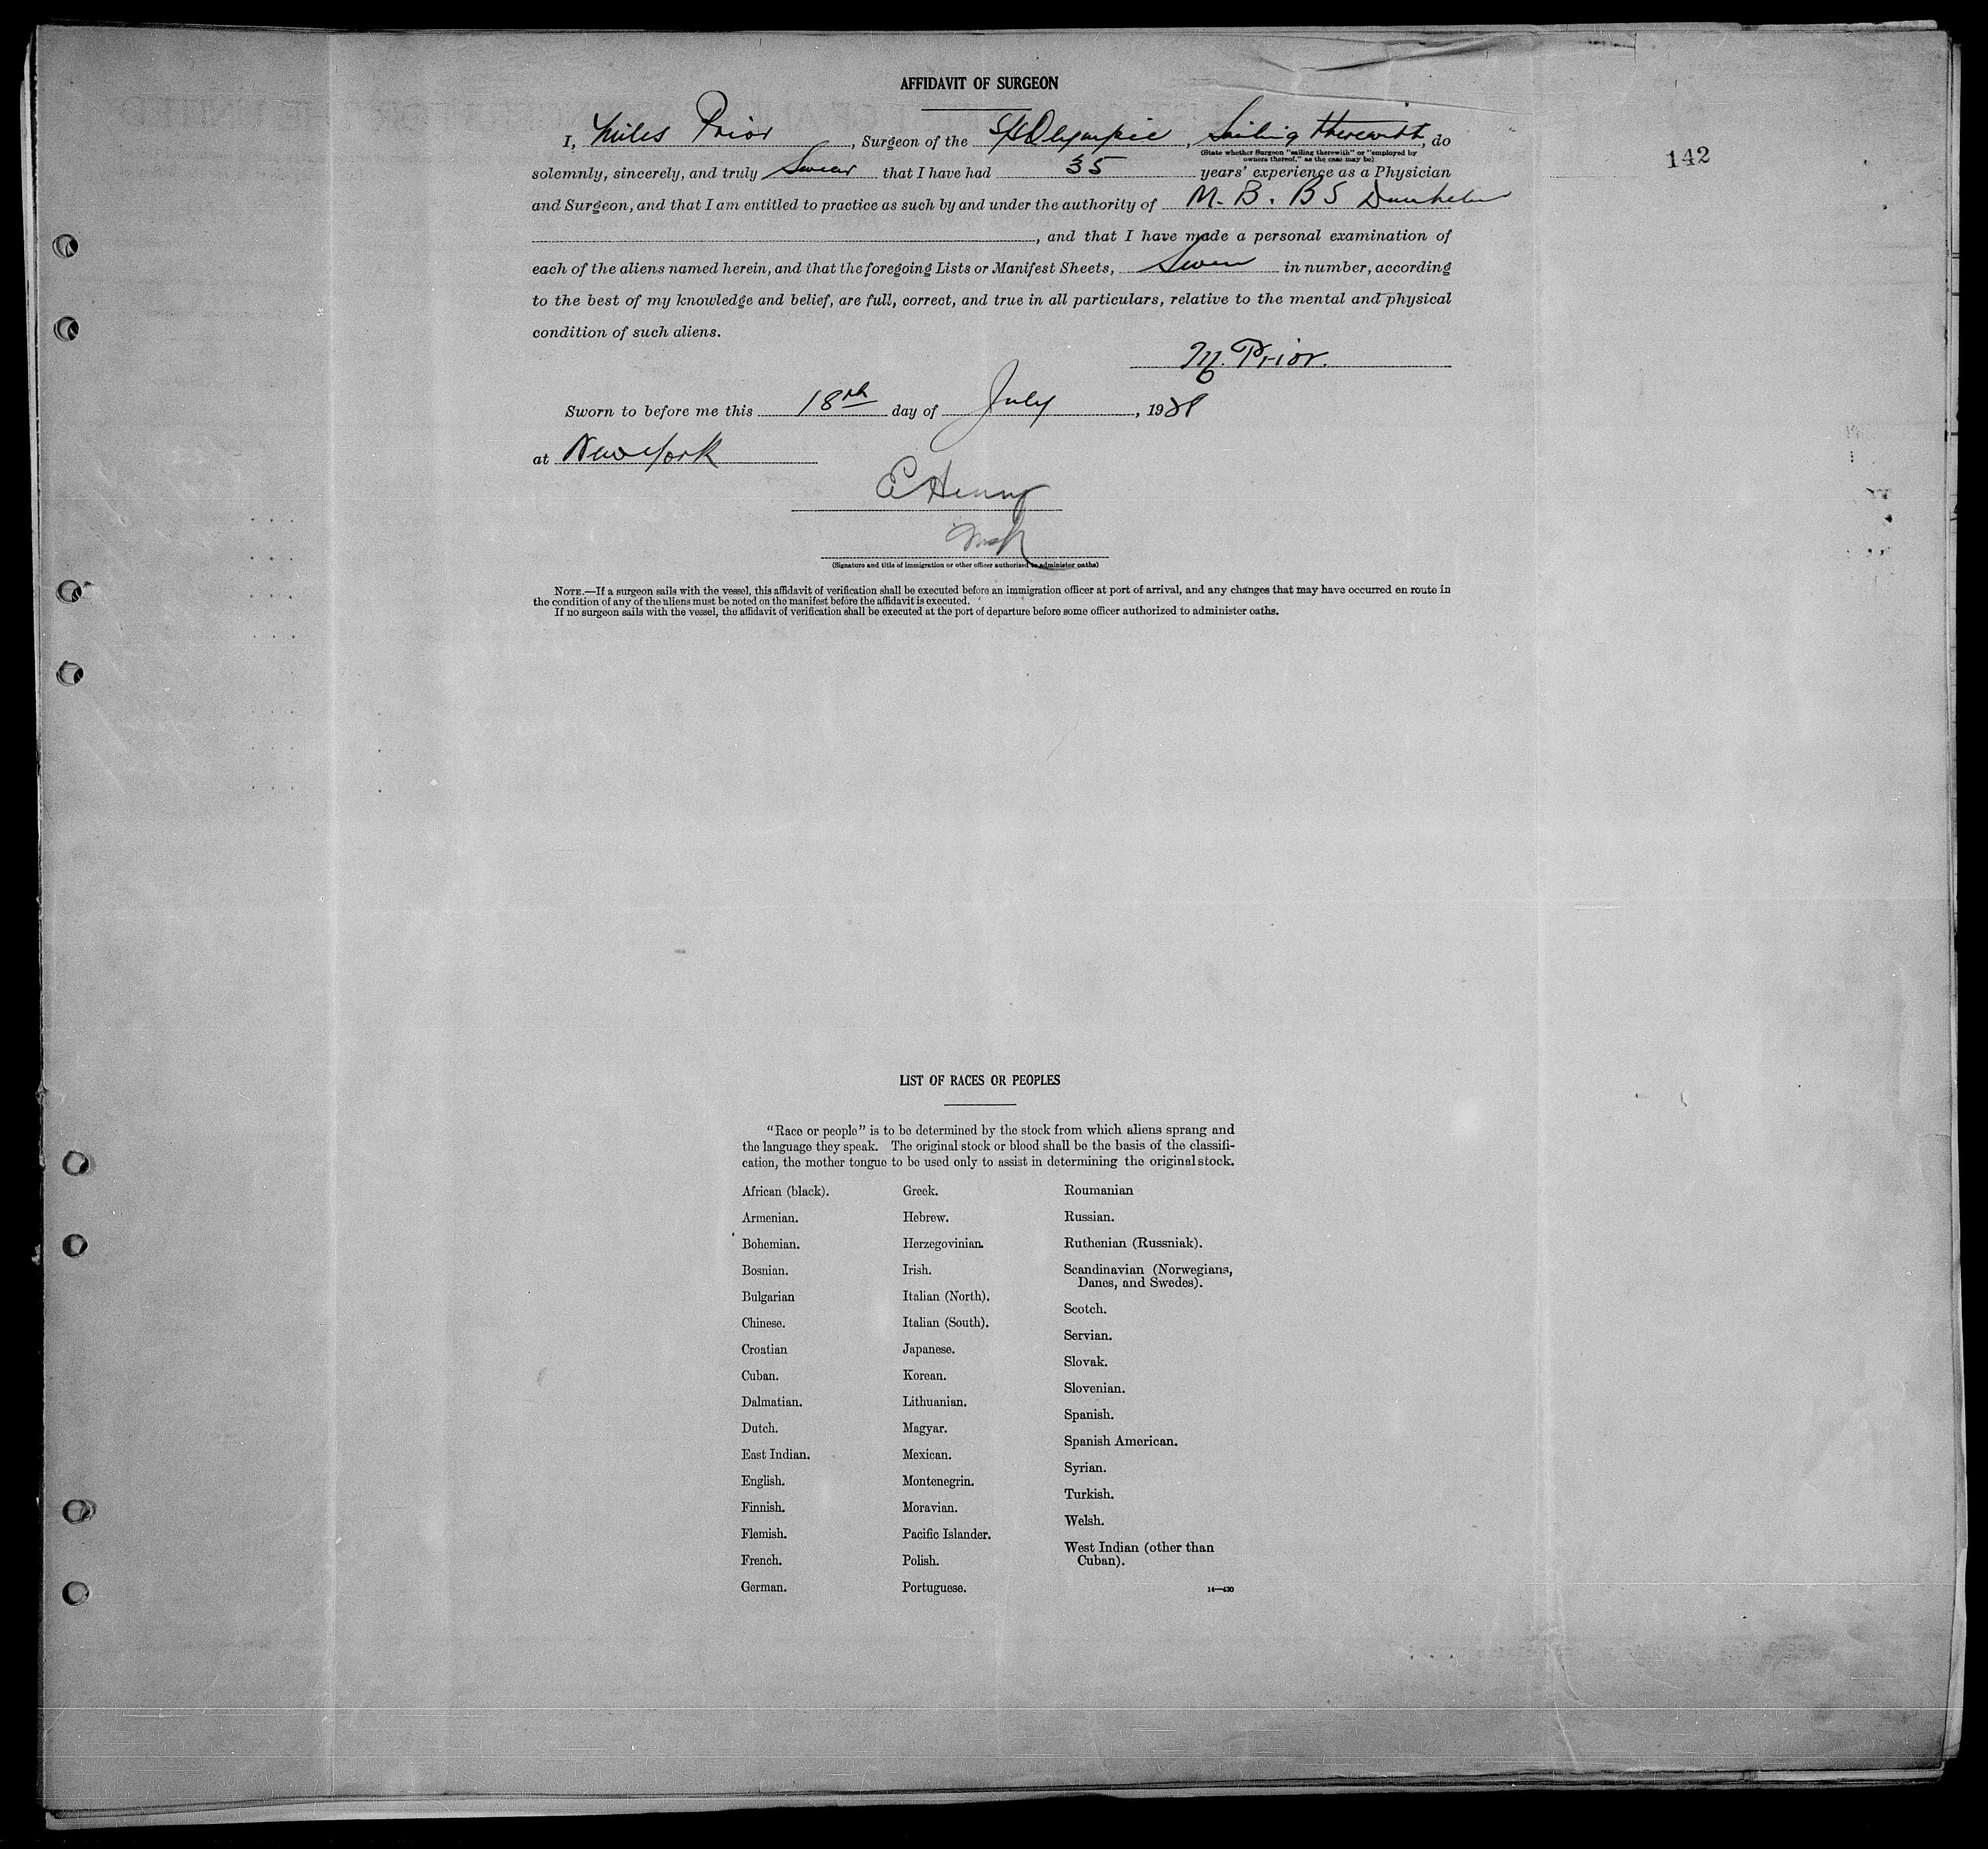 AFFIDAVIT OF SURGEON
I, Miles Prior, Surgeon of the SS Olympic, Sailing therewith, do
(State whether Surgeon "sailing therewith" or "employed by
owners thereof," as the case may be)
142
solemnly, sincerely, and truly Swear that I have had 35 years' experience as a Physician
and Surgeon, and that I am entitled to practice as such by and under the authority of M. B. BS
, and that I have made a personal examination of
each of the aliens named herein, and that the foregoing Lists or Manifest Sheets, Seven in number, according
to the best of my knowledge and belief, are full, correct, and true in all particulars, relative to the mental and physical
condition of such aliens.
M. Prior.
Sworn to before me this 18th day of July, 19
at New York
E Henry
(Signature and title of immigration or other officer authorized to administer oaths)
NOTE.—If a surgeon sails with the vessel, this affidavit of verification shall be executed before an immigration officer at port of arrival, and any changes that may have occurred en route in
the condition of any of the aliens must be noted on the manifest before the affidavit is executed.
If no surgeon sails with the vessel, the affidavit of verification shall be executed at the port of departure before some officer authorized to administer oaths.
LIST OF RACES OR PEOPLES
"Race or people" is to be determined by the stock from which aliens sprang and
the language they speak. The original stock or blood shall be the basis of the classifi-
cation, the mother tongue to be used only to assist in determining the original stock.
African (black).
Armenian.
Bohemian.
Bosnian.
Bulgarian
Chinese.
Croatian
Cuban.
Dalmatian.
Dutch.
East Indian.
English.
Finnish.
Flemish.
French.
German.
Greek.
Hebrew.
Herzegovinian.
Irish.
Italian (North).
Italian (South).
Japanese.
Korean.
Lithuanian.
Magyar.
Mexican.
Montenegrin.
Moravian.
Pacific Islander.
Polish.
Portuguese.
Roumanian
Russian.
Ruthenian (Russniak).
Scandinavian (Norwegians,
Danes, and Swedes).
Scotch.
Servian.
Slovak.
Slovenian.
Spanish.
Spanish American.
Syrian.
Turkish.
Welsh.
West Indian (other than
Cuban).
14—430